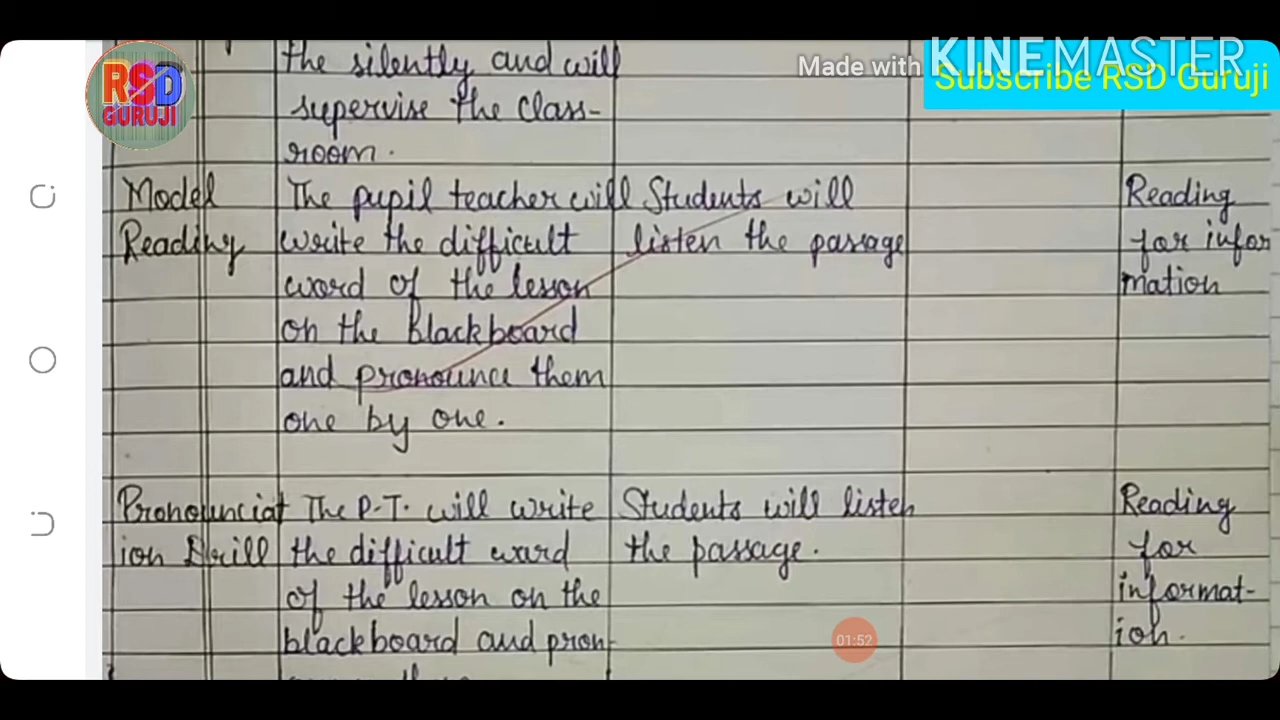 RSD
GURUJI
Made with KINEMASTER
Subscribe RSD Guruji
the silently and will
supervise the class-
room.
Model The pupil teacher will Students will Reading
Reading write the difficult listen the passage for infor
word of the lesson mation
on the blackboard
and pronounce them
one by one.
Pronounciat The P.T. will write Students will listen Reading
ion Drill the difficult word the passage. for
of the lesson on the informat-
blackboard and pron- ion.
01:52